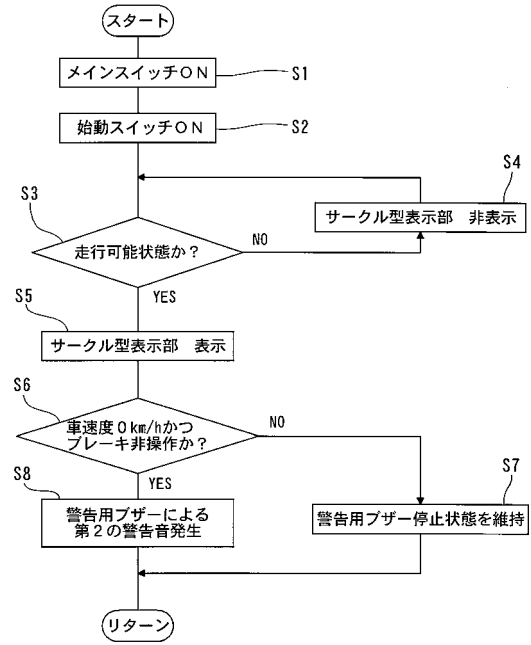 スタート
メインスイッチON
S1
始動スイッチON
S2
S4
サークル型表示部 非表示
S3
走行可能状態か?
NO
YES
S5
サークル型表示部 表示
S6
車速度0km/hかつ
ブレーキ非操作か?
NO
YES
S8
警告用ブザーによる
第2の警告音発生
S7
警告用ブザー停止状態を維持
リターン